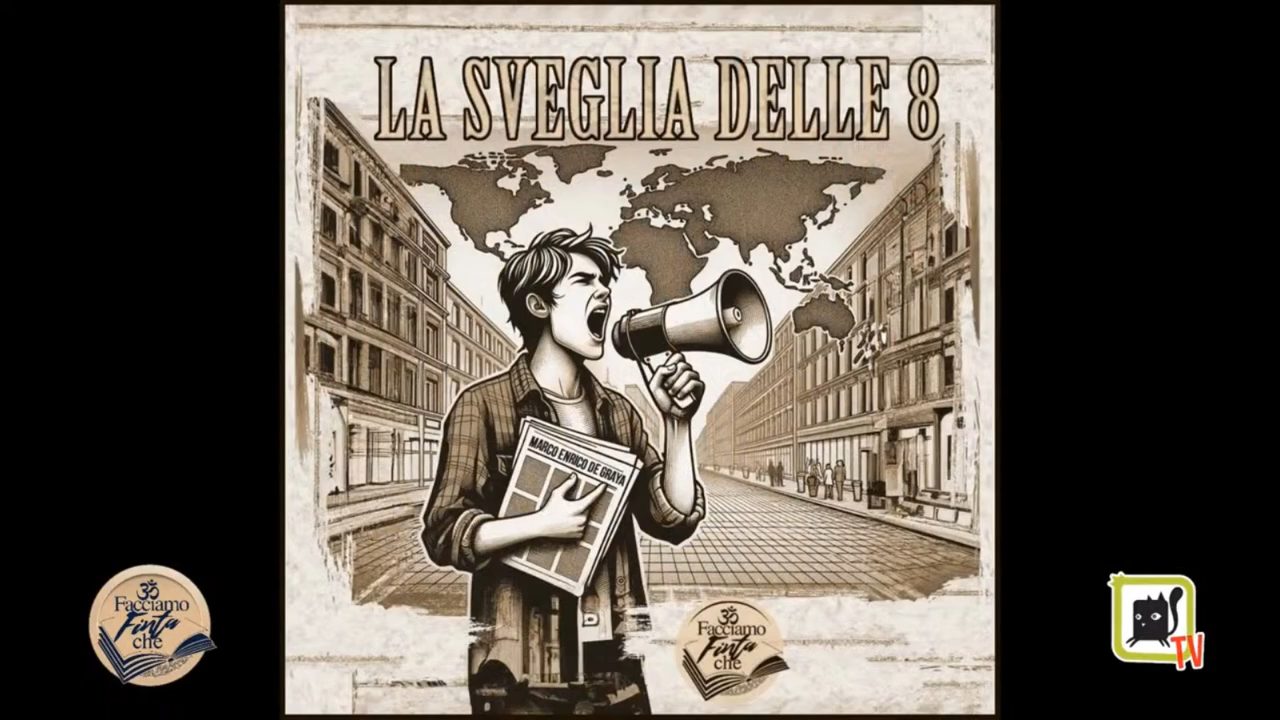 LA SVEGLIA DELLE 8
MARCO ENRICO DE GRAYA
ॐ
Facciamo
Finta
che
ॐ
Facciamo
Finta
che
TV